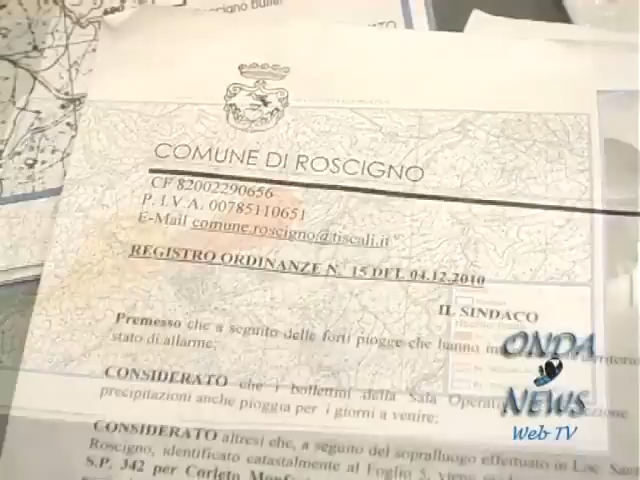 COMUNE DI ROSCIGNO
CF 82002290656
P. I.V. A. 00785110651
E-Mail comune.roscigno@tiscali.it
REGISTRO ORDINANZE N. 15 DEL 04.12.2010
IL SINDACO
Premesso che a seguito delle forti piogge che hanno
stato di allarme;
CONSIDERATO che i bollettini della Sala
precipitazioni anche pioggia per i giorni a venire;
CONSIDERATO altresì che, a seguito del sopralluogo effettuato in Loc.
Roscigno, identificato catastalmente al Foglio 5,
S.P. 342 per Corleto
ONDA
NEWS
Web TV